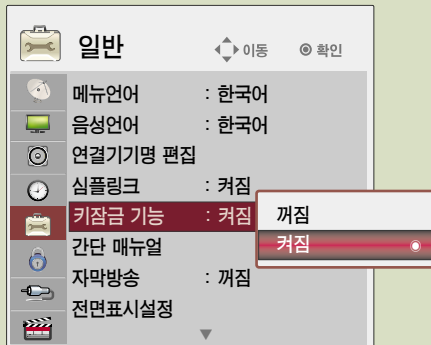 일반 이동 확인
메뉴언어 : 한국어
음성언어 : 한국어
연결기기명 편집
심플링크 : 켜짐
키잠금 기능 : 켜짐
꺼짐
켜짐
간단 매뉴얼
자막방송 : 꺼짐
전면표시설정